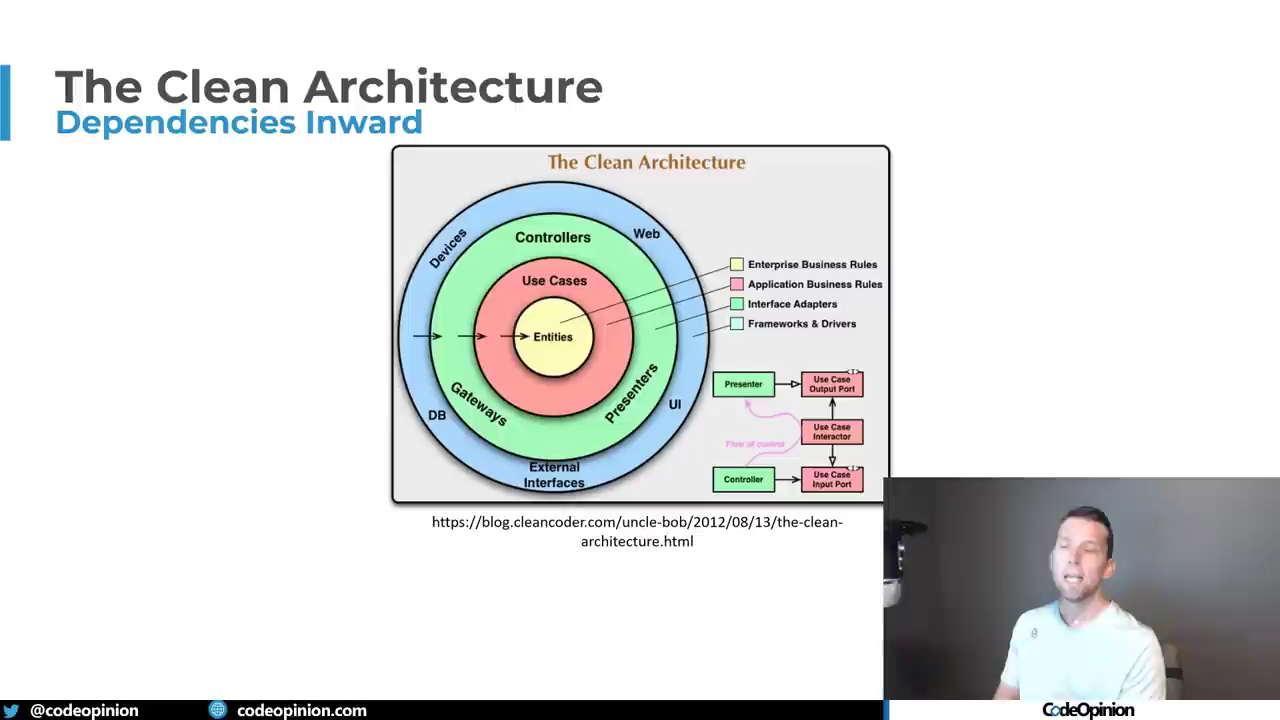 The Clean Architecture
Dependencies Inward
The Clean Architecture
Devices
Controllers
Web
Use Cases
Entities
DB
Gateways
Presenters
UI
External
Interfaces
Enterprise Business Rules
Application Business Rules
Interface Adapters
Frameworks & Drivers
Presenter
Use Case
Output Port
Flow of control
Use Case
Interactor
Controller
Use Case
Input Port
https://blog.cleancoder.com/uncle-bob/2012/08/13/the-clean-
architecture.html
@codeopinion
codeopinion.com
CodeOpinion